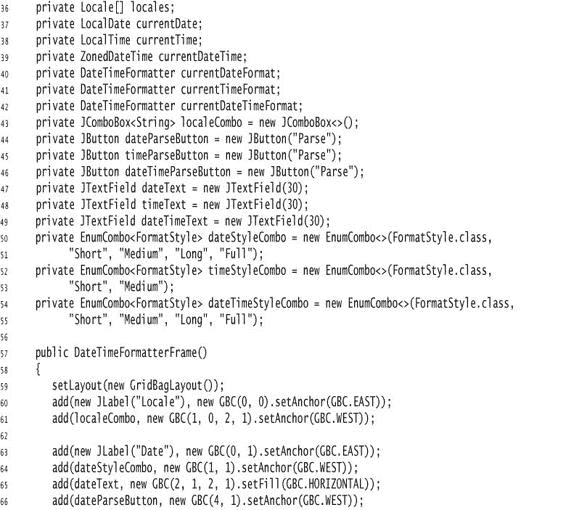 36 private Locale[] locales;
37 private LocalDate currentDate;
38 private LocalTime currentTime;
39 private ZonedDateTime currentDateTime;
40 private DateTimeFormatter currentDateFormat;
41 private DateTimeFormatter currentTimeFormat;
42 private DateTimeFormatter currentDateTimeFormat;
43 private JComboBox<String> localeCombo = new JComboBox<>();
44 private JButton dateParseButton = new JButton("Parse");
45 private JButton timeParseButton = new JButton("Parse");
46 private JButton dateTimeParseButton = new JButton("Parse");
47 private JTextField dateText = new JTextField(30);
48 private JTextField timeText = new JTextField(30);
49 private JTextField dateTimeText = new JTextField(30);
50 private EnumCombo<FormatStyle> dateStyleCombo = new EnumCombo<>(FormatStyle.class,
51 "Short", "Medium", "Long", "Full");
52 private EnumCombo<FormatStyle> timeStyleCombo = new EnumCombo<>(FormatStyle.class,
53 "Short", "Medium");
54 private EnumCombo<FormatStyle> dateTimeStyleCombo = new EnumCombo<>(FormatStyle.class,
55 "Short", "Medium", "Long", "Full");
56
57 public DateTimeFormatterFrame()
58 {
59 setLayout(new GridBagLayout());
60 add(new JLabel("Locale"), new GBC(0, 0).setAnchor(GBC.EAST));
61 add(localeCombo, new GBC(1, 0, 2, 1).setAnchor(GBC.WEST));
62
63 add(new JLabel("Date"), new GBC(0, 1).setAnchor(GBC.EAST));
64 add(dateStyleCombo, new GBC(1, 1).setAnchor(GBC.WEST));
65 add(dateText, new GBC(2, 1, 2, 1).setFill(GBC.HORIZONTAL));
66 add(dateParseButton, new GBC(4, 1).setAnchor(GBC.WEST));